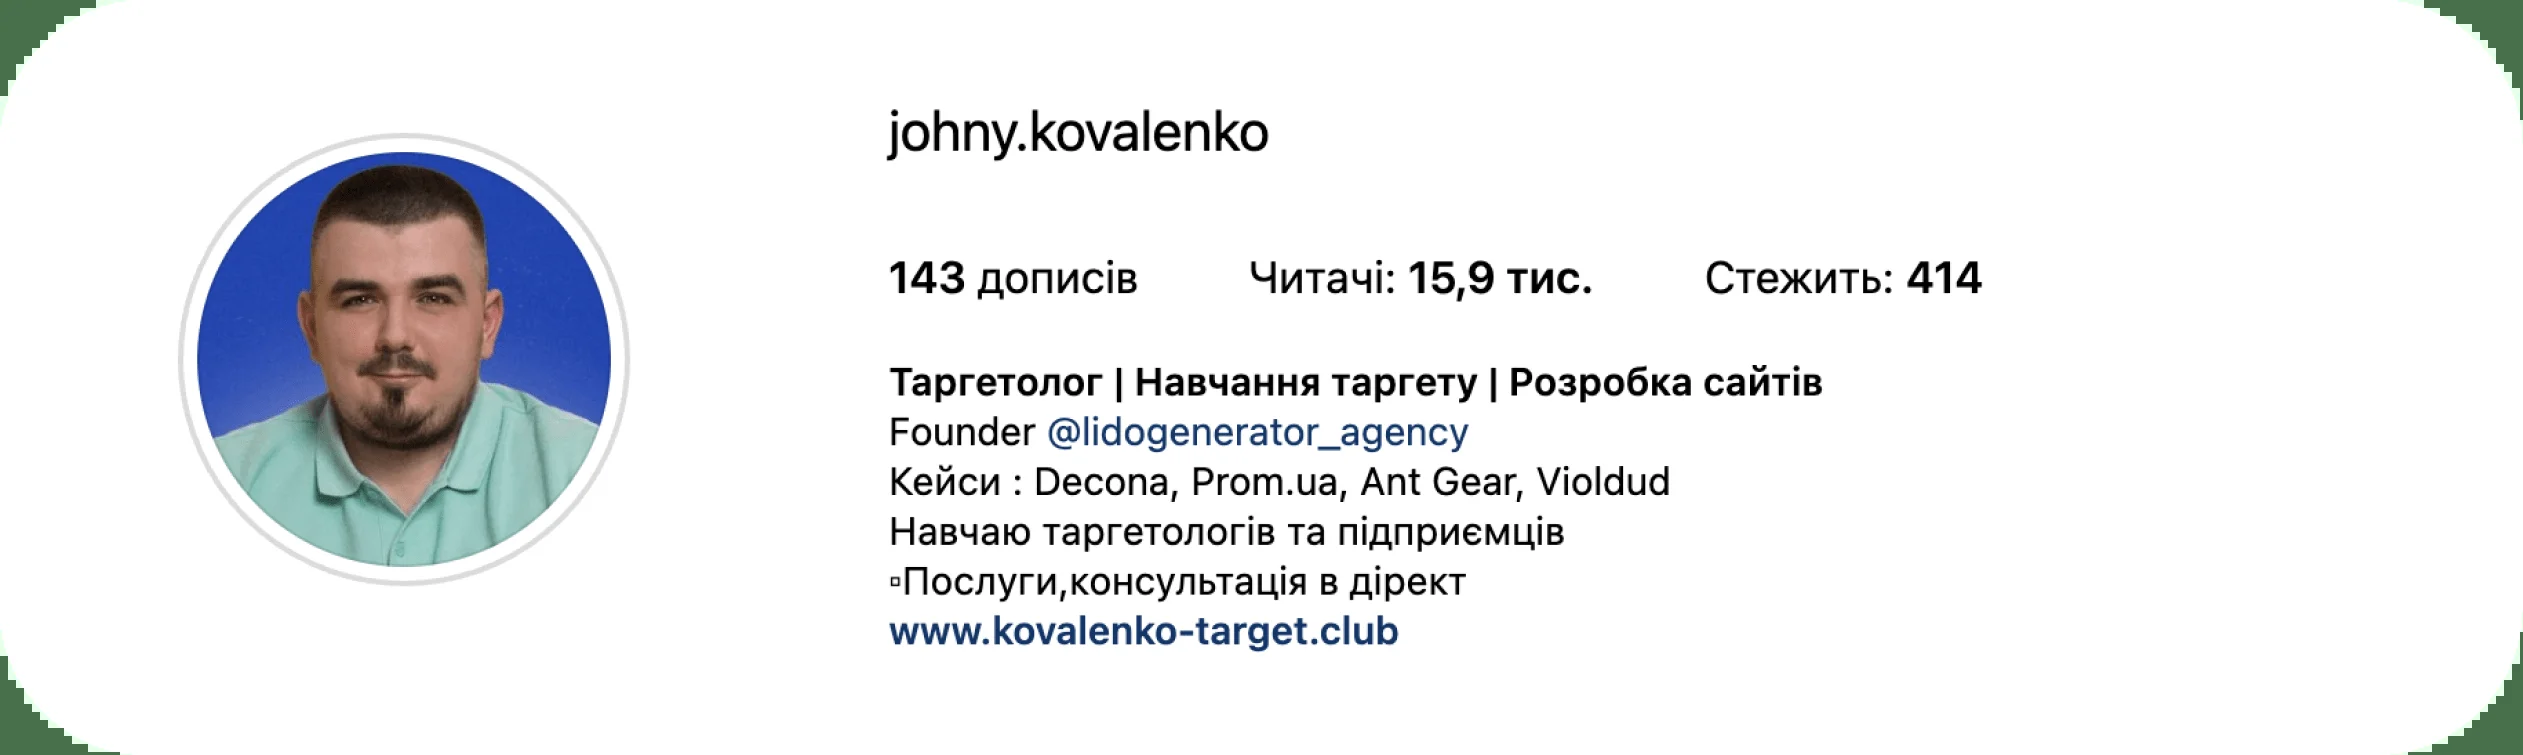 johny.kovalenko
143 дописів Читачі: 15,9 тис. Стежить: 414
Таргетолог | Навчання таргету | Розробка сайтів
Founder @lidogenerator_agency
Кейси : Decona, Prom.ua, Ant Gear, Violdud
Навчаю таргетологів та підприємців
▫Послуги,консультація в дірект
www.kovalenko-target.club